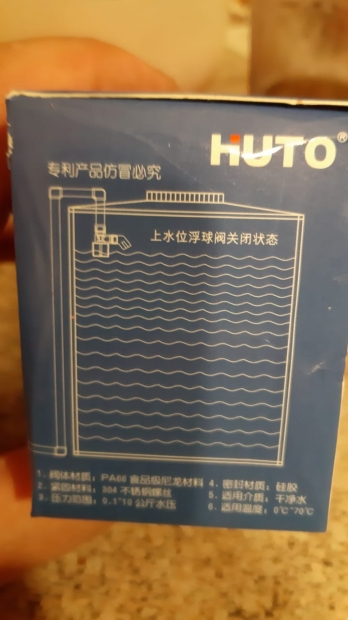 HUTO®
专利产品仿冒必究
上水位浮球阀关闭状态
1. 阀体材质：PA66 食品级尼龙材料
2. 紧固材料：304 不锈钢螺丝
3. 压力范围：0.1~10 公斤水压
4. 密封材质：硅胶
5. 适用介质：干净水
6. 适用温度：0℃~70℃